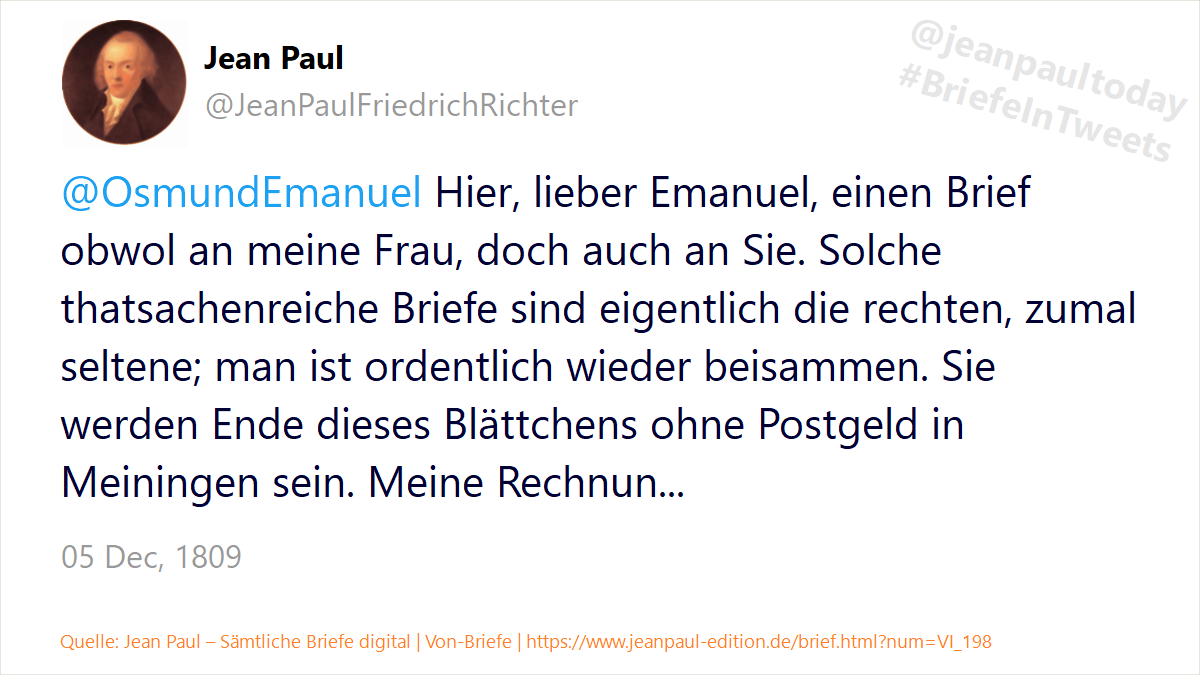 Jean Paul
@JeanPaulFriedrichRichter
@jeanpaultoday
#BriefeInTweets
@OsmundEmanuel Hier, lieber Emanuel, einen Brief
obwol an meine Frau, doch auch an Sie. Solche
thatsachenreiche Briefe sind eigentlich die rechten, zumal
seltene; man ist ordentlich wieder beisammen. Sie
werden Ende dieses Blättchens ohne Postgeld in
Meiningen sein. Meine Rechnun...
05 Dec, 1809
Quelle: Jean Paul – Sämtliche Briefe digital | Von-Briefe | https://www.jeanpaul-edition.de/brief.html?num=VI_198